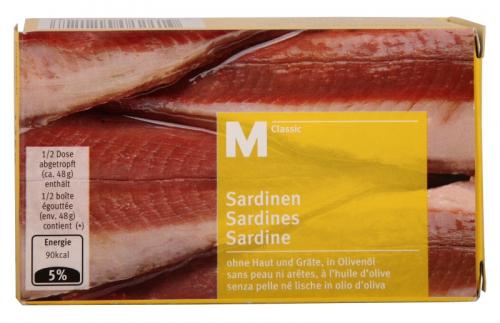 M Classic
Sardinen
Sardines
Sardine
ohne Haut und Gräte, in Olivenöl
sans peau ni arêtes, à l'huile d'olive
senza pelle né lische in olio d'oliva
1/2 Dose
abgetropft
(ca. 48 g)
enthält
1/2 boîte
égouttée
(env. 48 g)
contient (*)
Energie
90kcal
5%